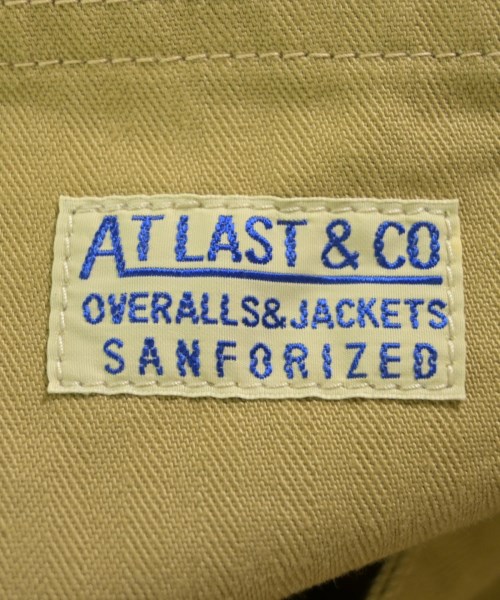 AT LAST & CO
OVERALLS&JACKETS
SANFORIZED